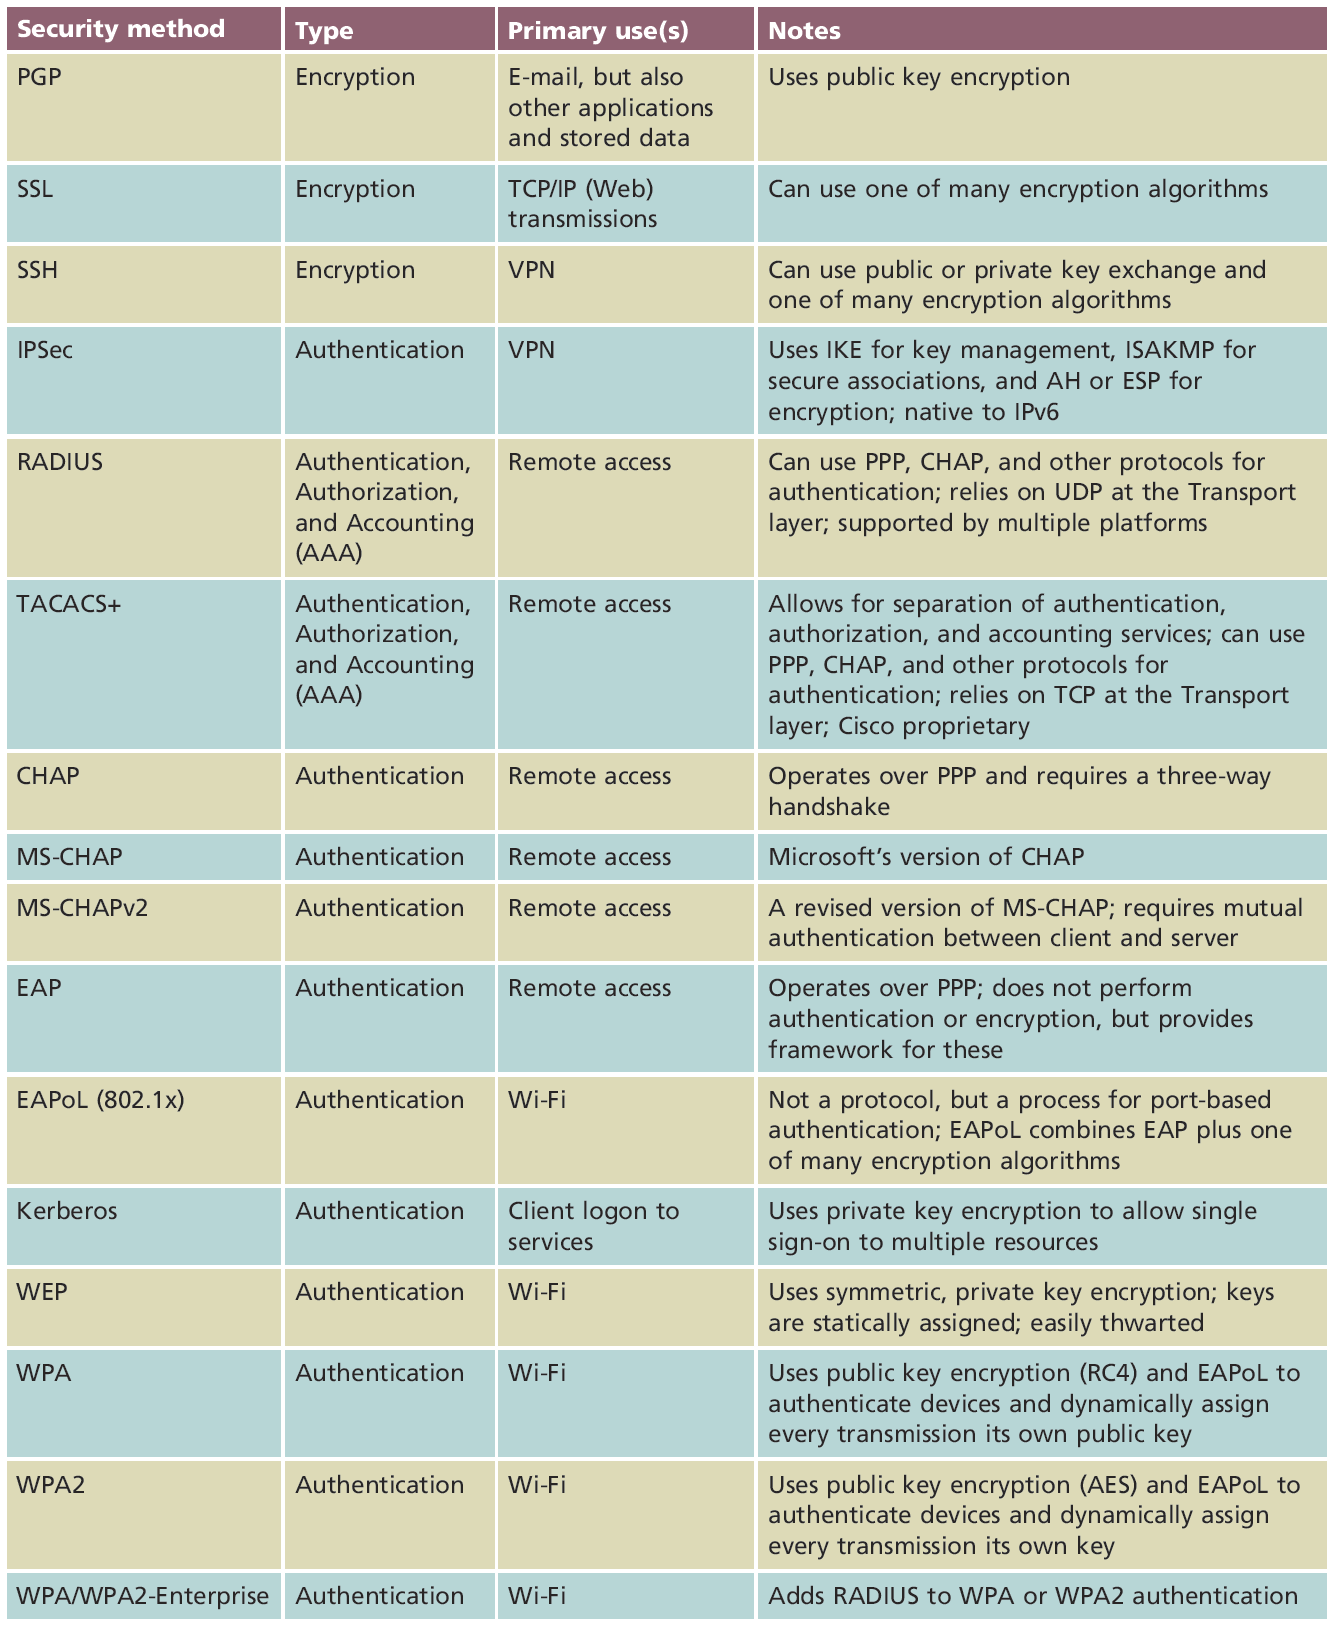 Security method Type Primary use(s) Notes
PGP Encryption E-mail, but also Uses public key encryption
other applications
and stored data
SSL Encryption TCP/IP (Web) Can use one of many encryption algorithms
transmissions
SSH Encryption VPN Can use public or private key exchange and
one of many encryption algorithms
IPSec Authentication VPN Uses IKE for key management, ISAKMP for
secure associations, and AH or ESP for
encryption; native to IPv6
RADIUS Authentication, Remote access Can use PPP, CHAP, and other protocols for
Authorization, authentication; relies on UDP at the Transport
and Accounting layer; supported by multiple platforms
(AAA)
TACACS+ Authentication, Remote access Allows for separation of authentication,
Authorization, authorization, and accounting services; can use
and Accounting PPP, CHAP, and other protocols for
(AAA) authentication; relies on TCP at the Transport
layer; Cisco proprietary
CHAP Authentication Remote access Operates over PPP and requires a three-way
handshake
MS-CHAP Authentication Remote access Microsoft’s version of CHAP
MS-CHAPv2 Authentication Remote access A revised version of MS-CHAP; requires mutual
authentication between client and server
EAP Authentication Remote access Operates over PPP; does not perform
authentication or encryption, but provides
framework for these
EAPoL (802.1x) Authentication Wi-Fi Not a protocol, but a process for port-based
authentication; EAPoL combines EAP plus one
of many encryption algorithms
Kerberos Authentication Client logon to Uses private key encryption to allow single
services sign-on to multiple resources
WEP Authentication Wi-Fi Uses symmetric, private key encryption; keys
are statically assigned; easily thwarted
WPA Authentication Wi-Fi Uses public key encryption (RC4) and EAPoL to
authenticate devices and dynamically assign
every transmission its own public key
WPA2 Authentication Wi-Fi Uses public key encryption (AES) and EAPoL to
authenticate devices and dynamically assign
every transmission its own key
WPA/WPA2-Enterprise Authentication Wi-Fi Adds RADIUS to WPA or WPA2 authentication